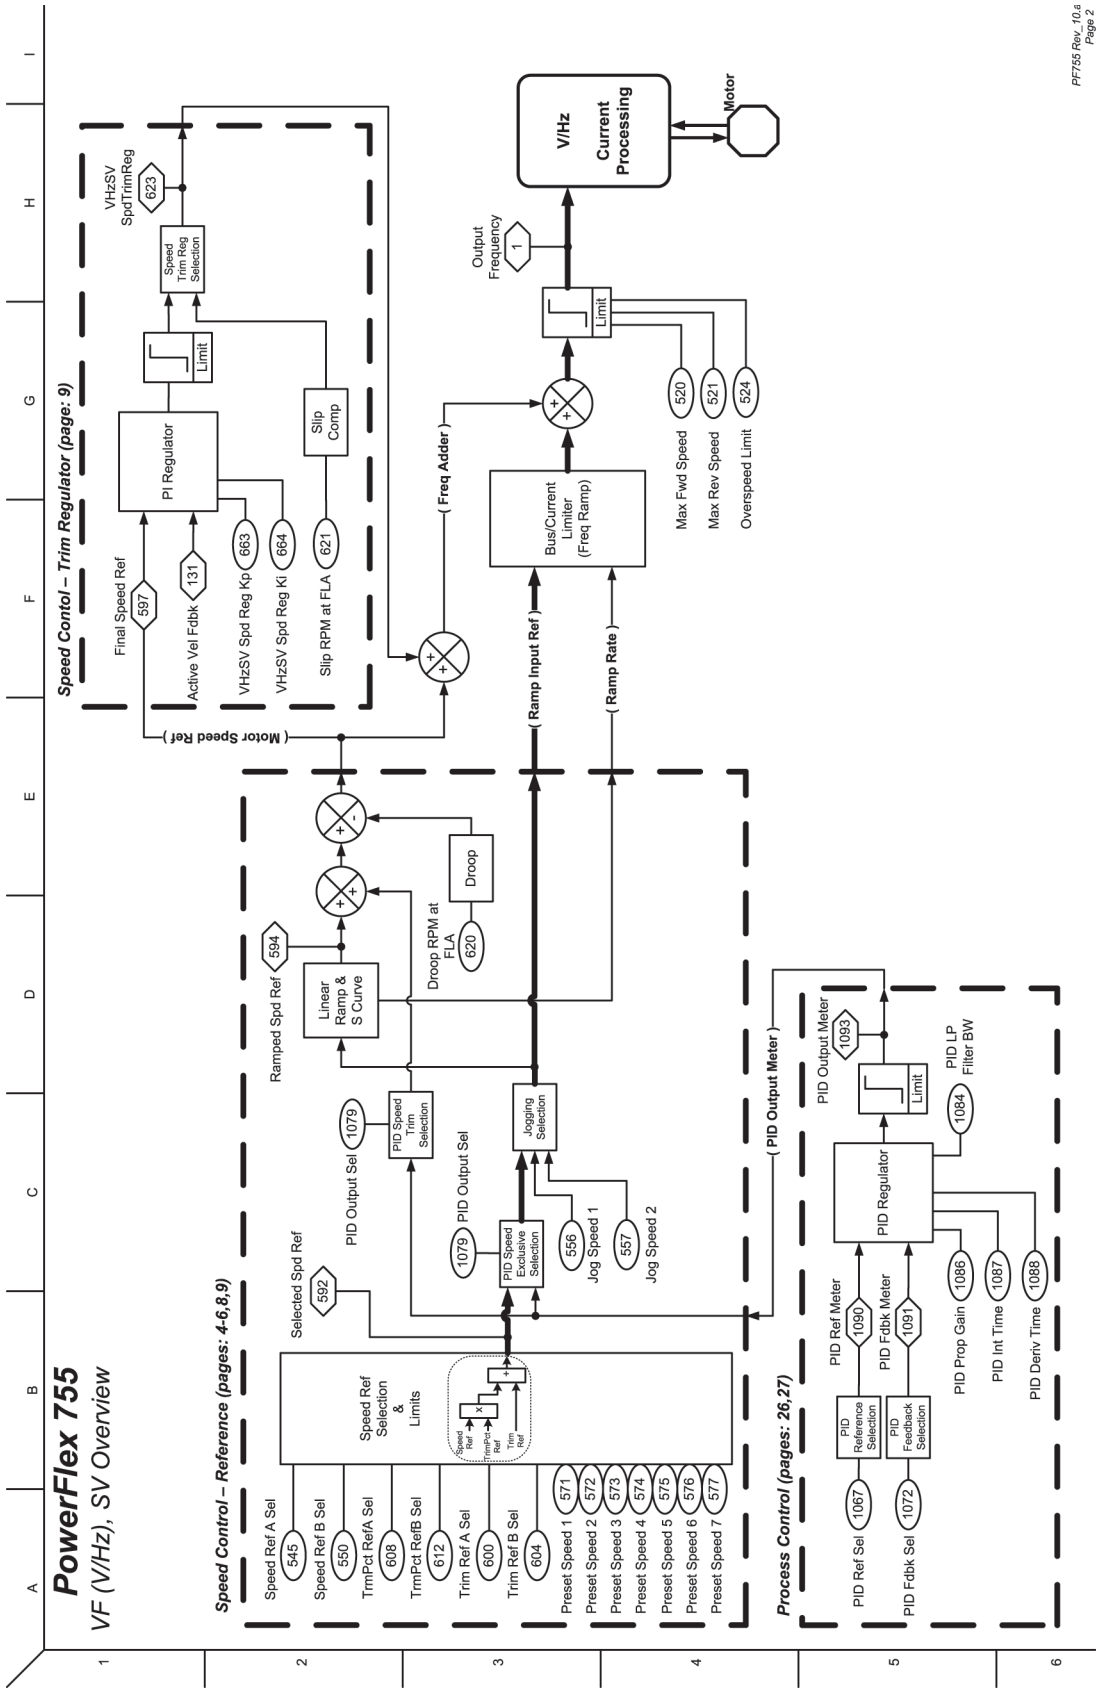 PowerFlex 755
VF (V/Hz), SV Overview
A
B
C
D
E
F
G
H
I
1
2
3
4
5
6
Speed Contol – Trim Regulator (page: 9)
Final Speed Ref
597
Active Vel Fdbk
131
VHzSV Spd Reg Kp
663
VHzSV Spd Reg Ki
664
Slip RPM at FLA
621
PI Regulator
Slip
Comp
Limit
Speed
Trim Reg
Selection
VHzSV
SpdTrimReg
623
( Motor Speed Ref )
( Freq Adder )
Speed Control – Reference (pages: 4-6,8,9)
Speed Ref A Sel
545
Speed Ref B Sel
550
TrmPct RefA Sel
608
TrmPct RefB Sel
612
Trim Ref A Sel
600
Trim Ref B Sel
604
Preset Speed 1
571
Preset Speed 2
572
Preset Speed 3
573
Preset Speed 4
574
Preset Speed 5
575
Preset Speed 6
576
Preset Speed 7
577
Speed Ref
Selection
&
Limits
Speed
Ref
TrimPct
Ref
Trim
Ref
x
+
Selected Spd Ref
592
PID Output Sel
1079
PID Speed
Exclusive
Selection
PID Output Sel
1079
PID Speed
Trim
Selection
556
Jog Speed 1
557
Jog Speed 2
Jogging
Selection
Ramped Spd Ref
594
Linear
Ramp &
S Curve
+
+
+
-
Droop RPM at
FLA
620
Droop
+
+
( Ramp Input Ref )
( Ramp Rate )
Bus/Current
Limiter
(Freq Ramp)
+
+
Limit
Max Fwd Speed
520
Max Rev Speed
521
Overspeed Limit
524
Output
Frequency
1
V/Hz
Current
Processing
Motor
( PID Output Meter )
Process Control (pages: 26,27)
PID Ref Sel
1067
PID Fdbk Sel
1072
PID
Reference
Selection
PID
Feedback
Selection
PID Ref Meter
1090
PID Fdbk Meter
1091
PID Prop Gain
1086
PID Int Time
1087
PID Deriv Time
1088
PID Regulator
1084
PID LP
Filter BW
Limit
PID Output Meter
1093
PF755 Rev_10.a
Page 2